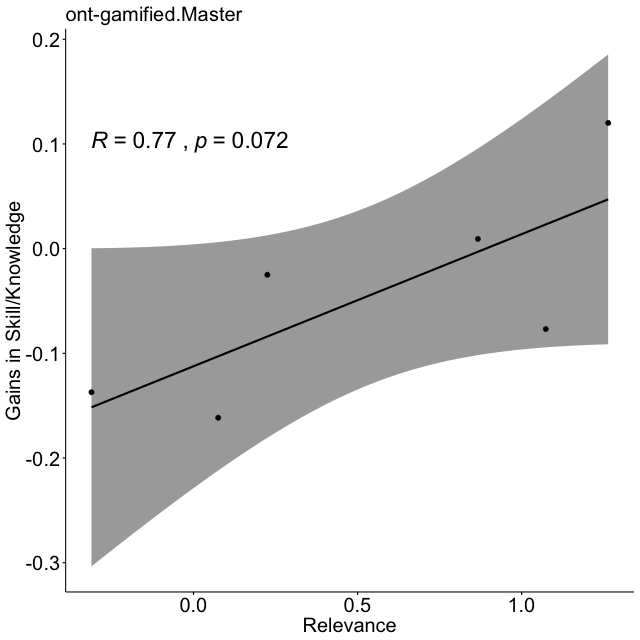 ont-gamified.Master
0.2
0.1
0.0
-0.1
-0.2
-0.3
R = 0.77 , p = 0.072
Gains in Skill/Knowledge
0.0 0.5 1.0
Relevance